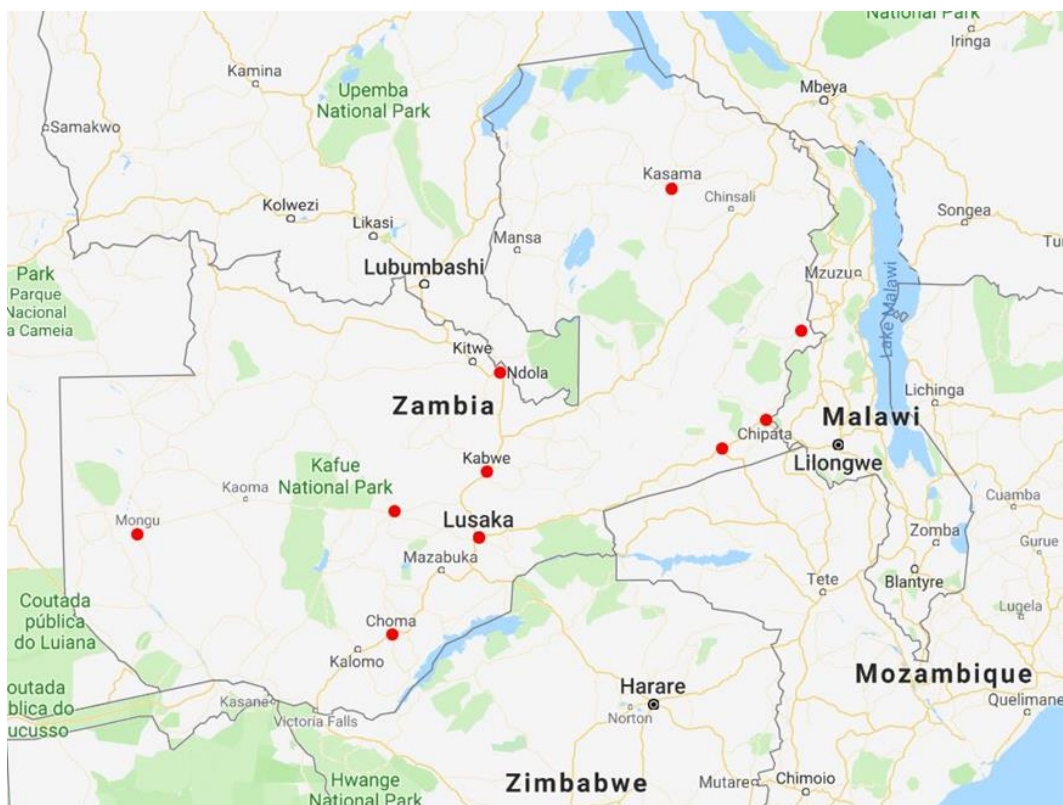 National Park
Iringa
Kamina
Upemba
National Park
Mbeya
Samakwo
Kasama
Chinsali
Kolwezi
Likasi
Mansa
Songea
Tu
Lubumbashi
Mzuzu
Park
Parque
Nacional
a Cameia
Lake Malawi
Kitwe
Ndola
Zambia
Lichinga
Malawi
Chipata
Lilongwe
Kabwe
Kafue
National Park
Kaoma
Cuamba
Mongu
Lusaka
Zomba
Gurue
Mazabuka
Tete
Blantyre
Coutada
pública
do Luiana
Choma
Lugela
Kalomo
Mozambique
outada
blica do
ucusso
Kasane
Harare
Quelimane
Victoria Falls
Norton
Hwange
National Park
Zimbabwe
Mutare
Chimoio